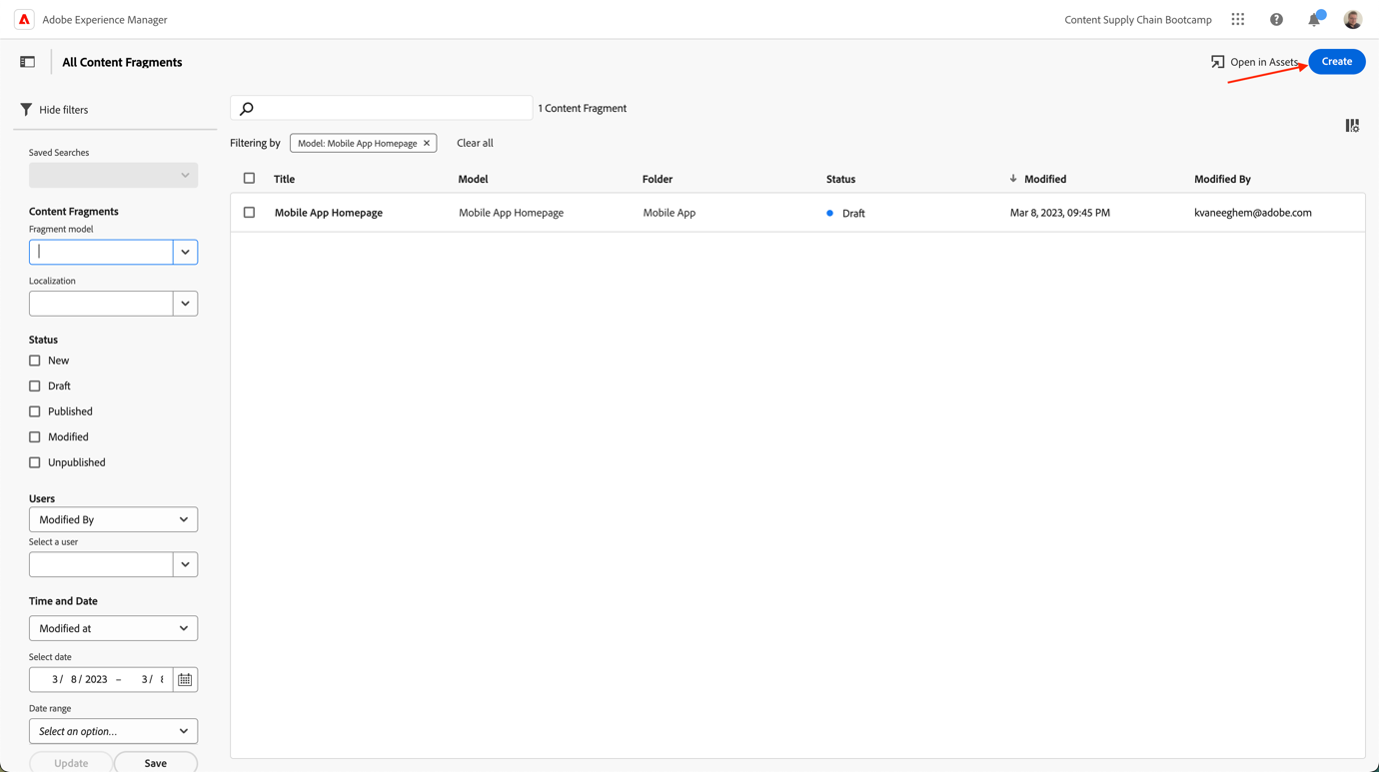 Adobe Experience Manager
Content Supply Chain Bootcamp
All Content Fragments
Open in Assets
Create
Hide filters
1 Content Fragment
Filtering by
Model: Mobile App Homepage
Clear all
Saved Searches
Content Fragments
Fragment model
Localization
Status
New
Draft
Published
Modified
Unpublished
Users
Modified By
Select a user
Time and Date
Modified at
Select date
3 / 8 / 2023 – 3 / 8
Date range
Select an option...
Update
Save
Title Model Folder Status Modified Modified By
Mobile App Homepage Mobile App Homepage Mobile App Draft Mar 8, 2023, 09:45 PM kvaneeghem@adobe.com